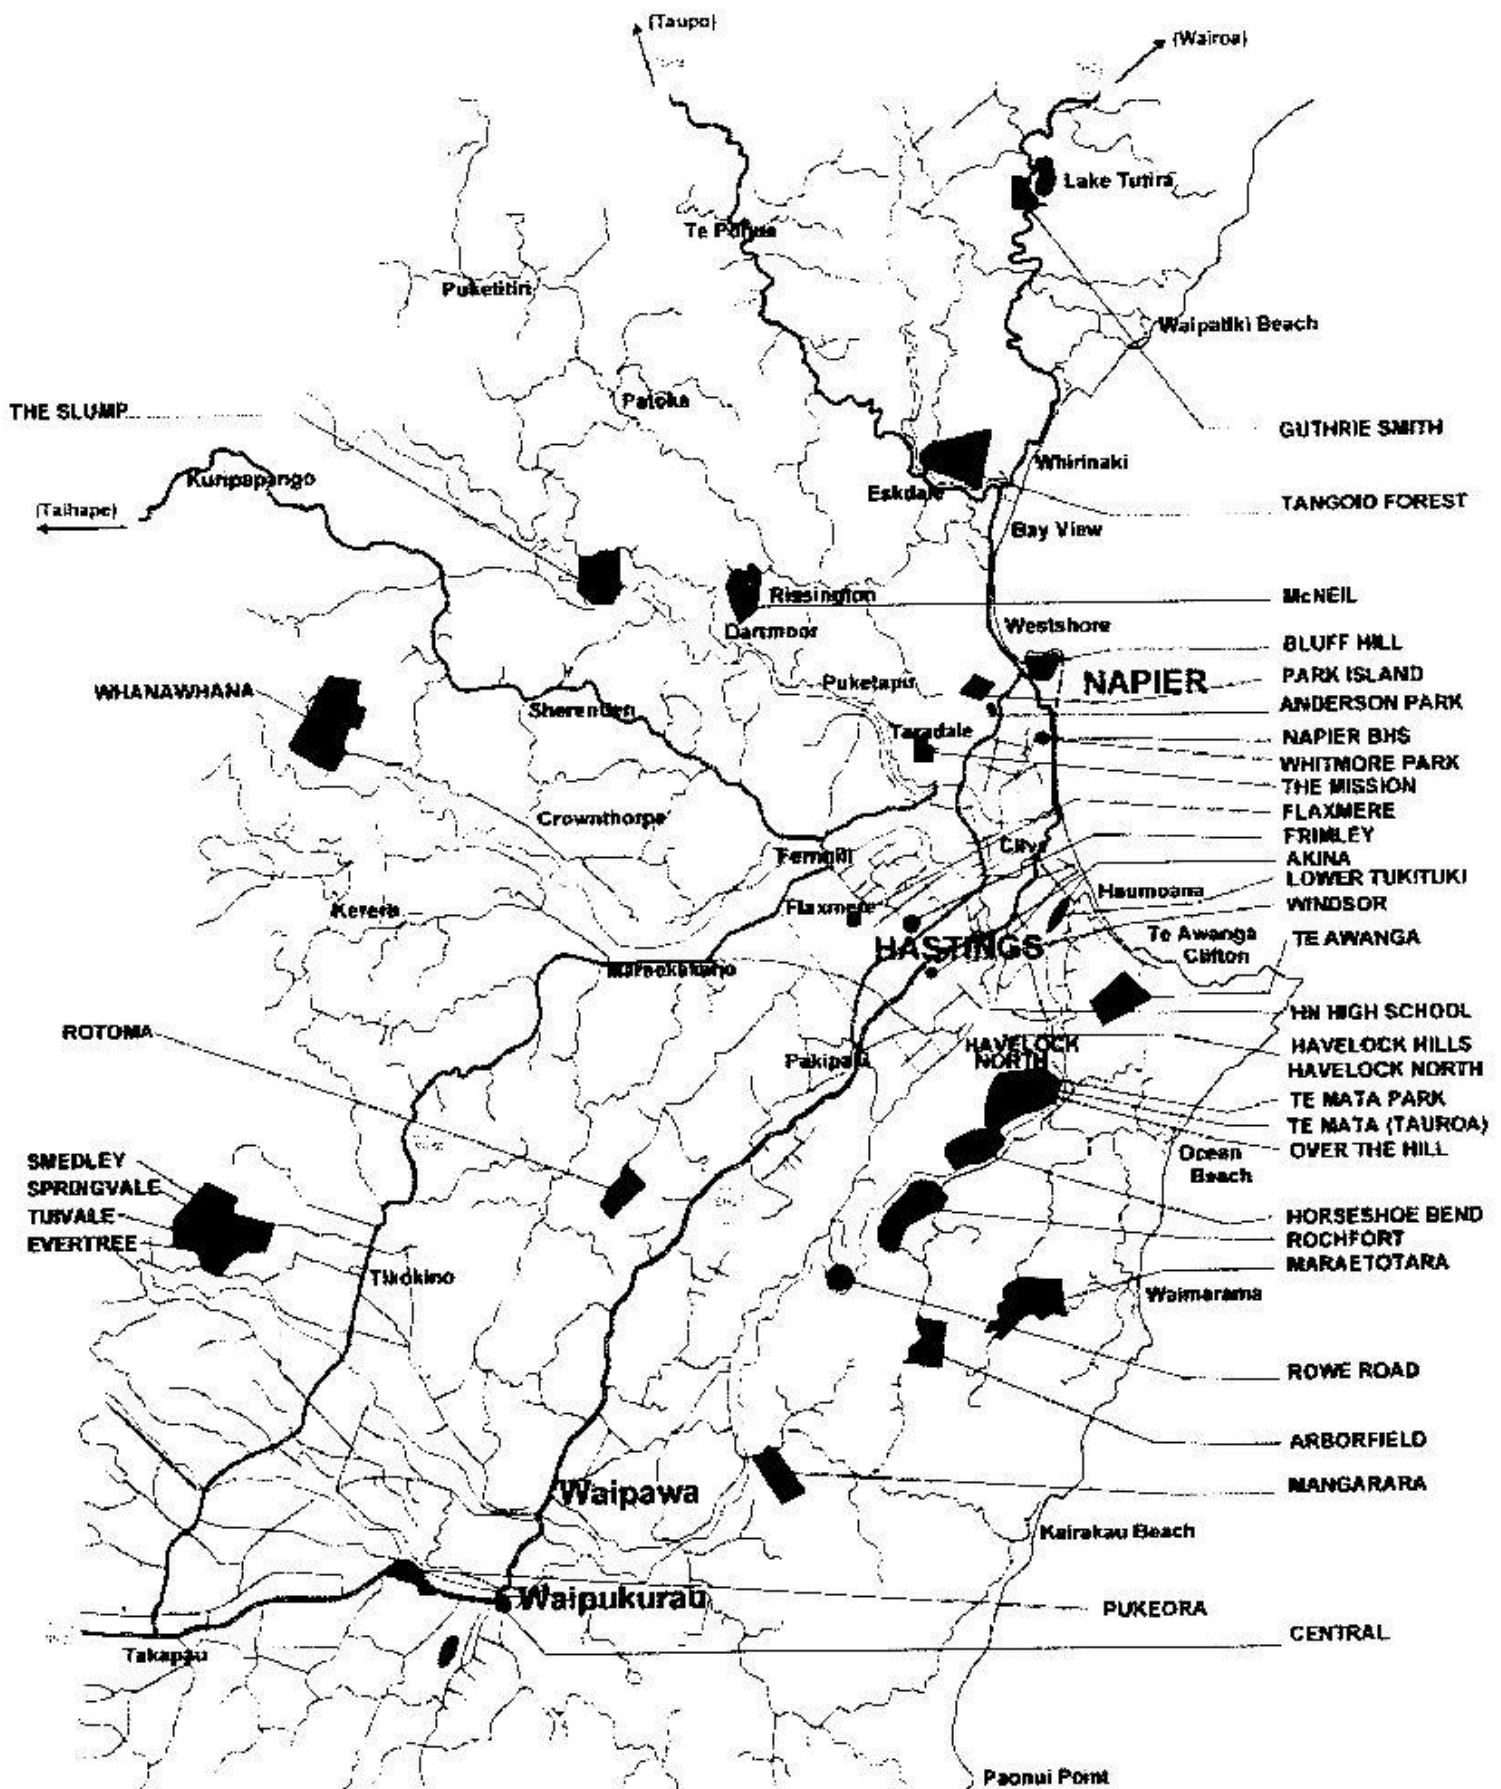 (Taupo)
(Wairoa)
Lake Tutira
Te Pohue
Puketitiri
Waipatiki Beach
Patoka
THE SLUMP
GUTHRIE SMITH
Whirinaki
Kuripapango
Eskdale
TANGOIO FOREST
(Taihape)
Bay View
Rissington
McNEIL
Dartmoor
Westshore
BLUFF HILL
PARK ISLAND
NAPIER
Puketapu
WHANAWHANA
ANDERSON PARK
Sherenden
Taradale
NAPIER BHS
WHITMORE PARK
THE MISSION
FLAXMERE
Crownthorpe
FRIMLEY
Clive
Fernhill
AKINA
LOWER TUKITUKI
Haumoana
WINDSOR
Flaxmere
Kereru
Te Awanga
TE AWANGA
HASTINGS
Clifton
Maraekakaho
HN HIGH SCHOOL
ROTOMA
HAVELOCK
NORTH
HAVELOCK HILLS
Pakipaki
HAVELOCK NORTH
TE MATA PARK
TE MATA (TAUROA)
OVER THE HILL
Ocean
Beach
SMEDLEY
SPRINGVALE
TUIVALE
EVERTREE
HORSESHOE BEND
ROCHFORT
MARAETOTARA
Tikokino
Waimarama
ROWE ROAD
ARBORFIELD
MANGARARA
Waipawa
Kairakau Beach
Waipukurau
PUKEORA
CENTRAL
Takapau
Paonui Point